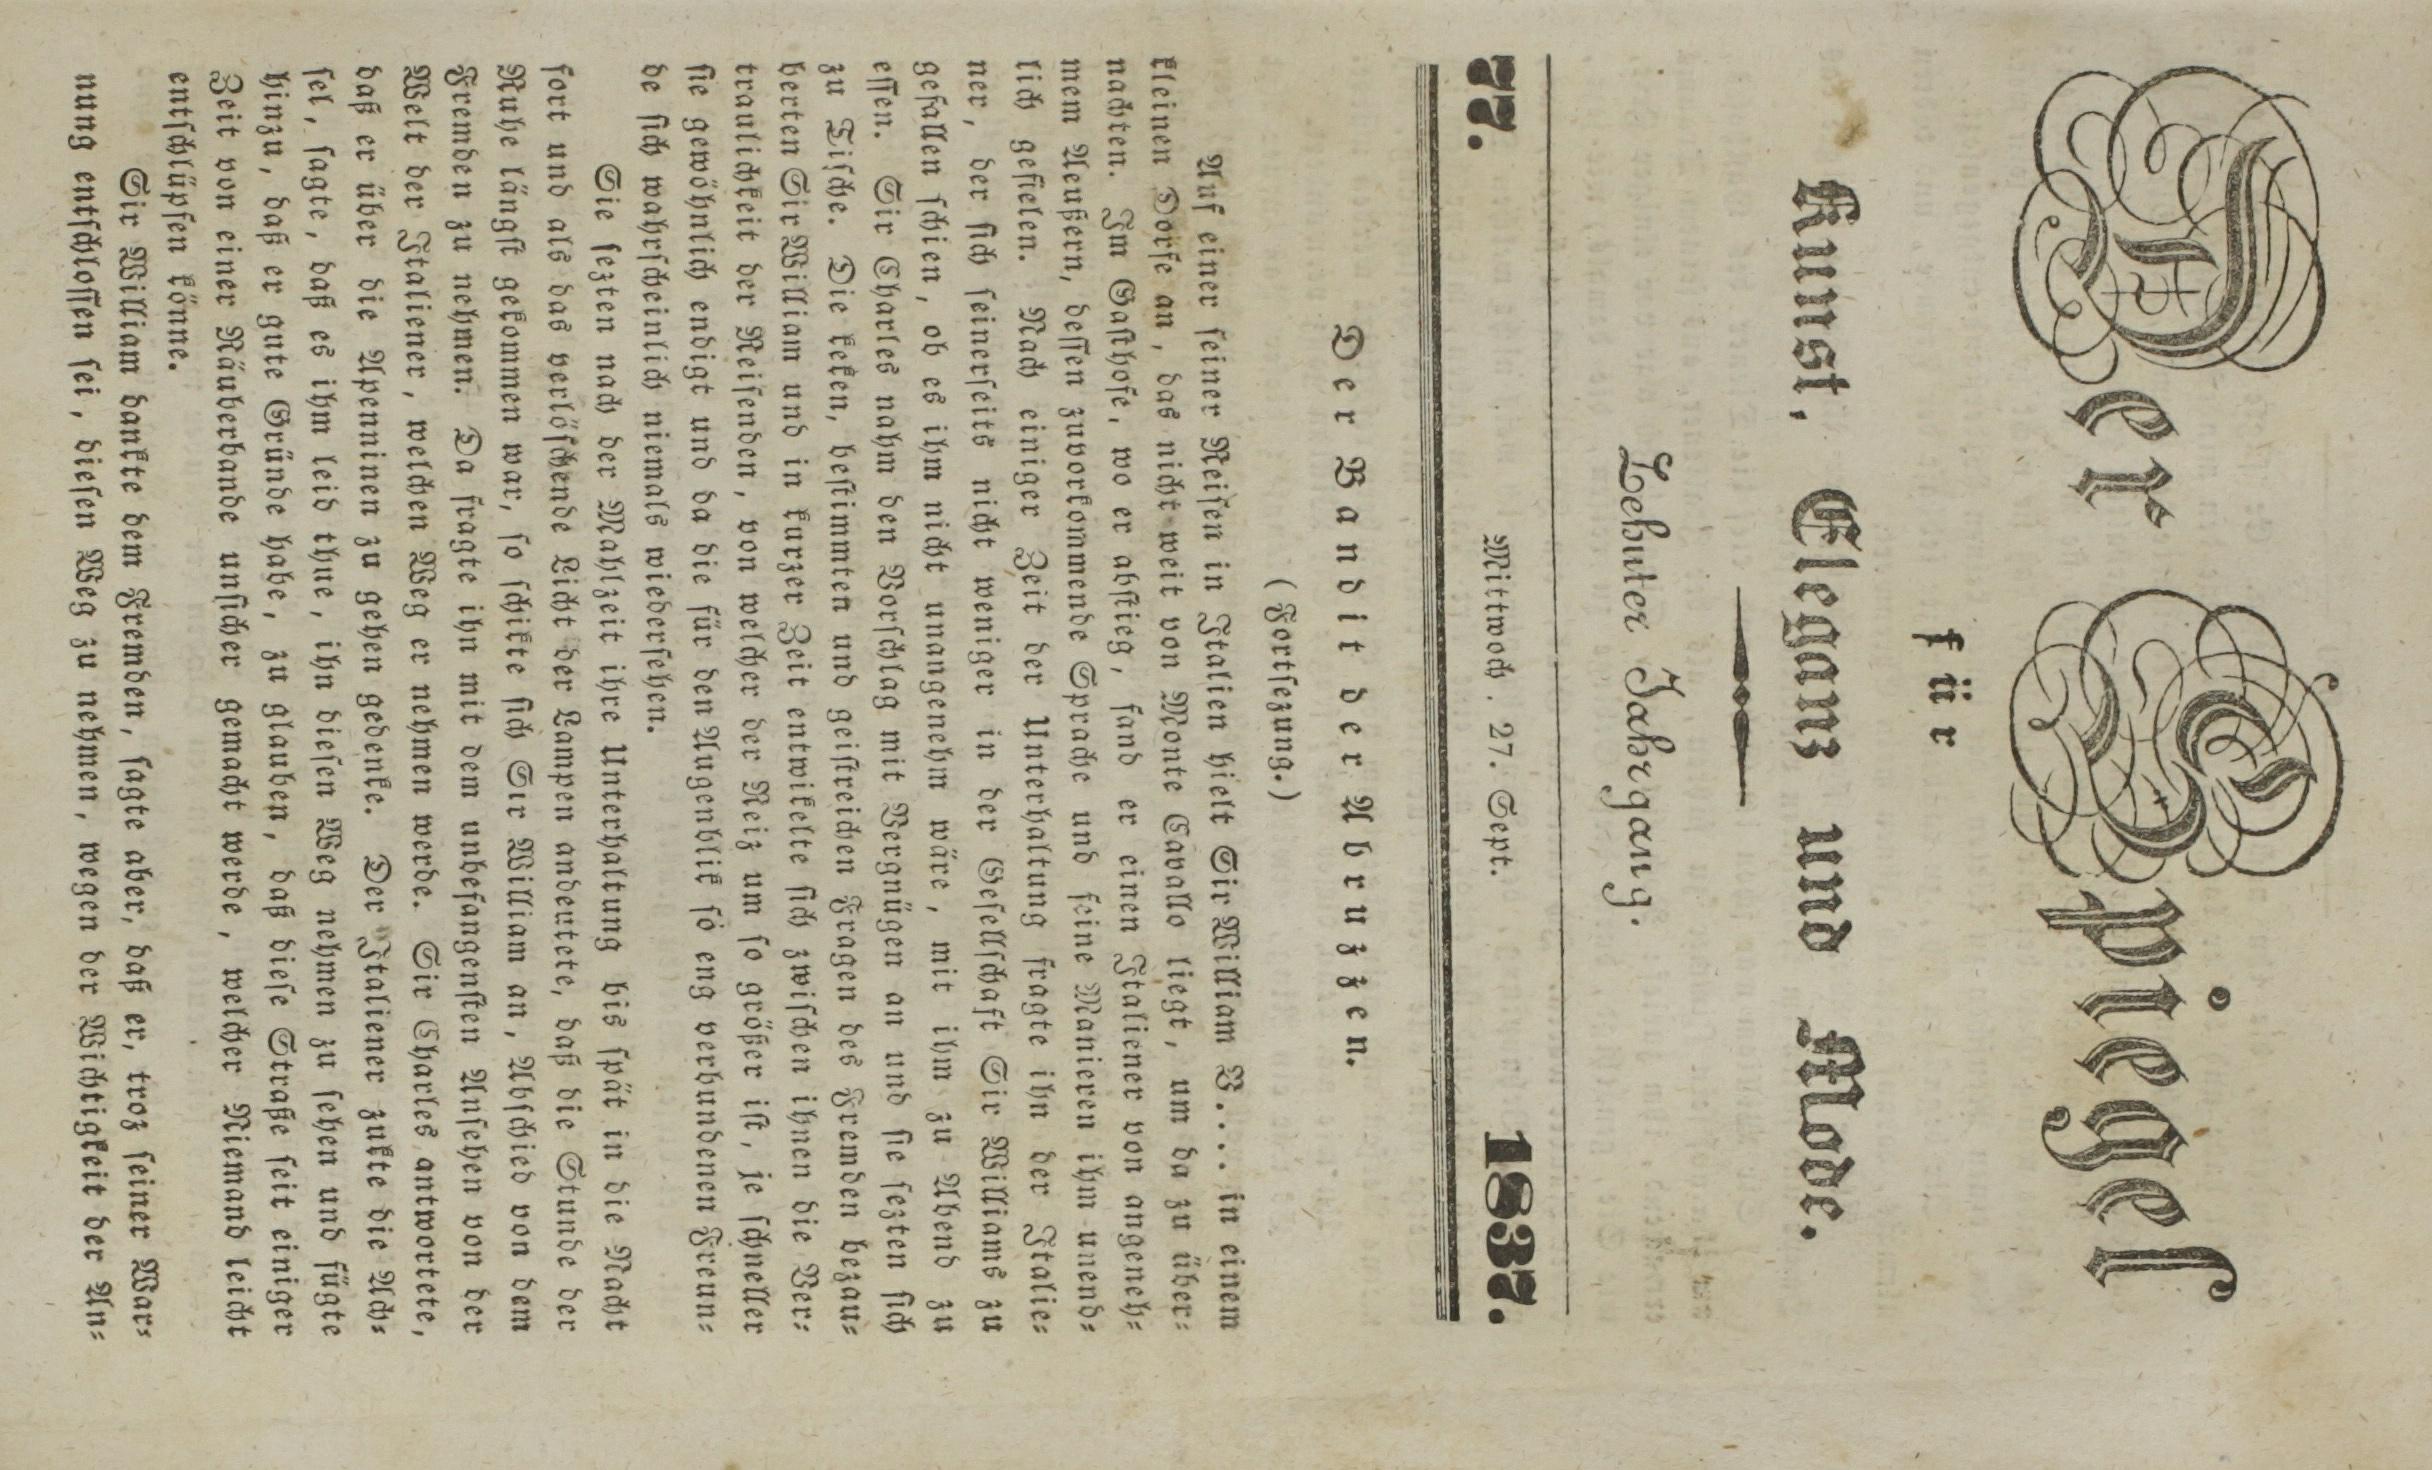 Der Spiegel
für
Kunst, Eleganz und Mode.
Zehnter Jahrgang.
77. Mittwoch. 27. Sept. 1837.
Der Bandit der Abruzzen.
(Fortsezung.)
Auf einer seiner Reisen in Italien hielt Sir William B.... in einem
kleinen Dorfe an, das nicht weit von Monte Cavallo liegt, um da zu über-
nachten. Im Gasthofe, wo er abstieg, fand er einen Italiener von angeneh-
mem Aeußern, dessen zuvorkommende Sprache und feine Manieren ihm unend-
lich gefielen. Nach einiger Zeit der Unterhaltung fragte ihn der Italie-
ner, der sich seinerseits nicht weniger in der Gesellschaft Sir Williams zu
gefallen schien, ob es ihm nicht unangenehm wäre, mit ihm zu Abend zu
essen. Sir Charles nahm den Vorschlag mit Vergnügen an und sie sezten sich
zu Tische. Die keken, bestimmten und geistreichen Fragen des Fremden bezau-
berten Sir William und in kurzer Zeit entwikelte sich zwischen ihnen die Ver-
traulichkeit der Reisenden, von welcher der Reiz um so größer ist, je schneller
sie gewöhnlich endigt und da die für den Augenblik so eng verbundenen Freun-
de sich wahrscheinlich niemals wiedersehen.
Sie sezten nach der Mahlzeit ihre Unterhaltung bis spät in die Nacht
fort und als das verlöschende Licht der Lampen andeutete, daß die Stunde der
Ruhe längst gekommen war, so schikte sich Sir William an, Abschied von dem
Fremden zu nehmen. Da fragte ihn mit dem unbefangensten Ansehen von der
Welt der Italiener, welchen Weg er nehmen werde. Sir Charles antwortete,
daß er über die Apenninen zu gehen gedenke. Der Italiener zukte die Ach-
sel, sagte, daß es ihm leid thue, ihn diesen Weg nehmen zu sehen und fügte
hinzu, daß er gute Gründe habe, zu glauben, daß diese Straße seit einiger
Zeit von einer Räuberbande unsicher gemacht werde, welcher Niemand leicht
entschlüpfen könne.
Sir William dankte dem Fremden, sagte aber, daß er, troz seiner War-
nung entschlossen sei, diesen Weg zu nehmen, wegen der Wichtigkeit der An-